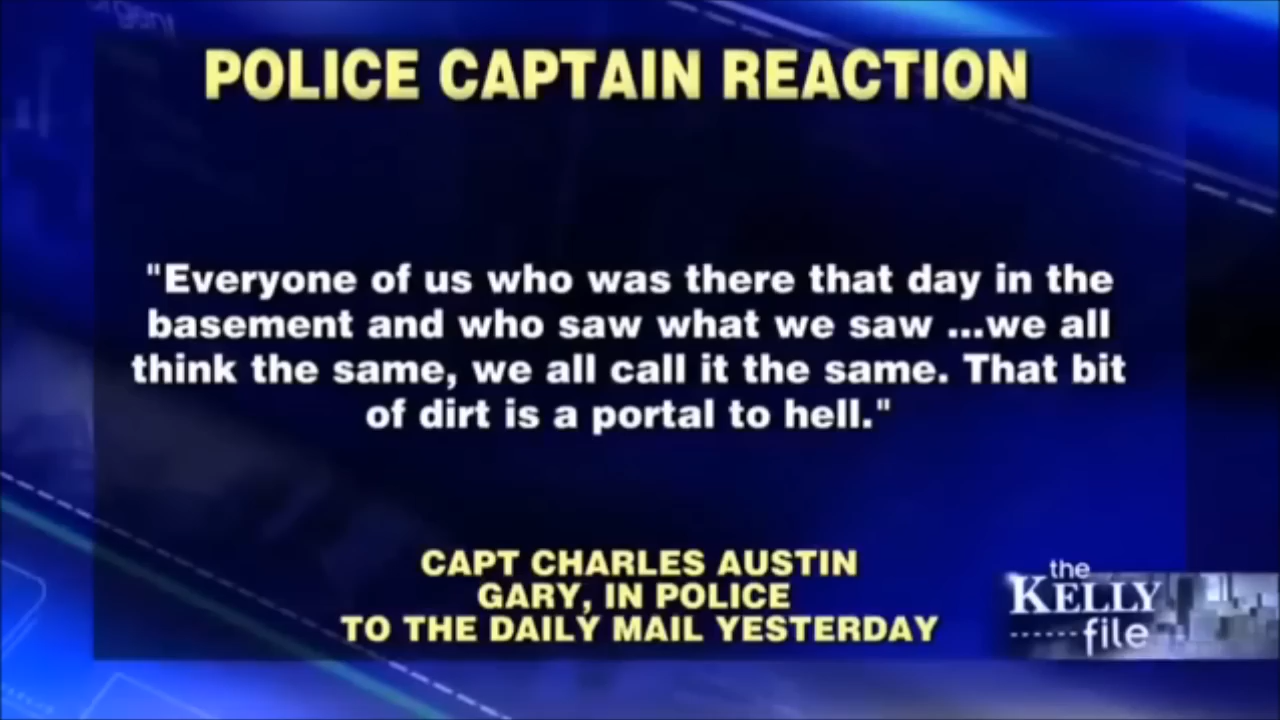 POLICE CAPTAIN REACTION
"Everyone of us who was there that day in the
basement and who saw what we saw ...we all
think the same, we all call it the same. That bit
of dirt is a portal to hell."
CAPT CHARLES AUSTIN
GARY, IN POLICE
TO THE DAILY MAIL YESTERDAY
the
KELLY
file